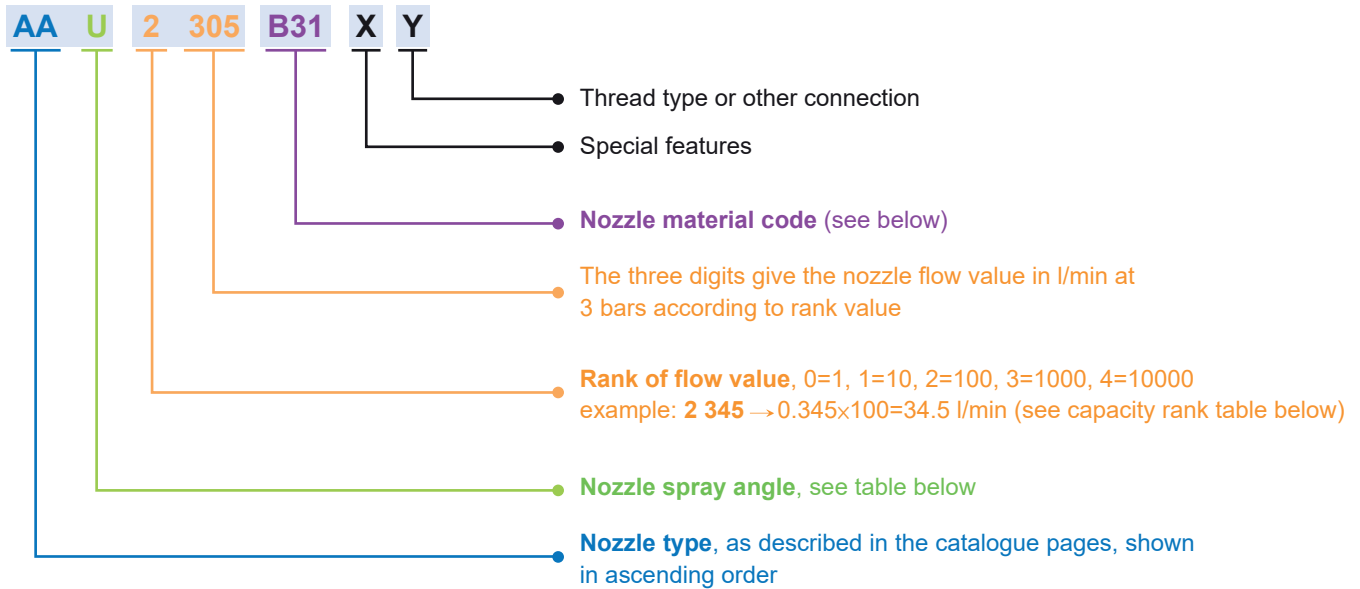 AA U 2 305 B31 X Y
Thread type or other connection
Special features
Nozzle material code (see below)
The three digits give the nozzle flow value in l/min at
3 bars according to rank value
Rank of flow value, 0=1, 1=10, 2=100, 3=1000, 4=10000
example: 2 345 →0.345x100=34.5 l/min (see capacity rank table below)
Nozzle spray angle, see table below
Nozzle type, as described in the catalogue pages, shown
in ascending order